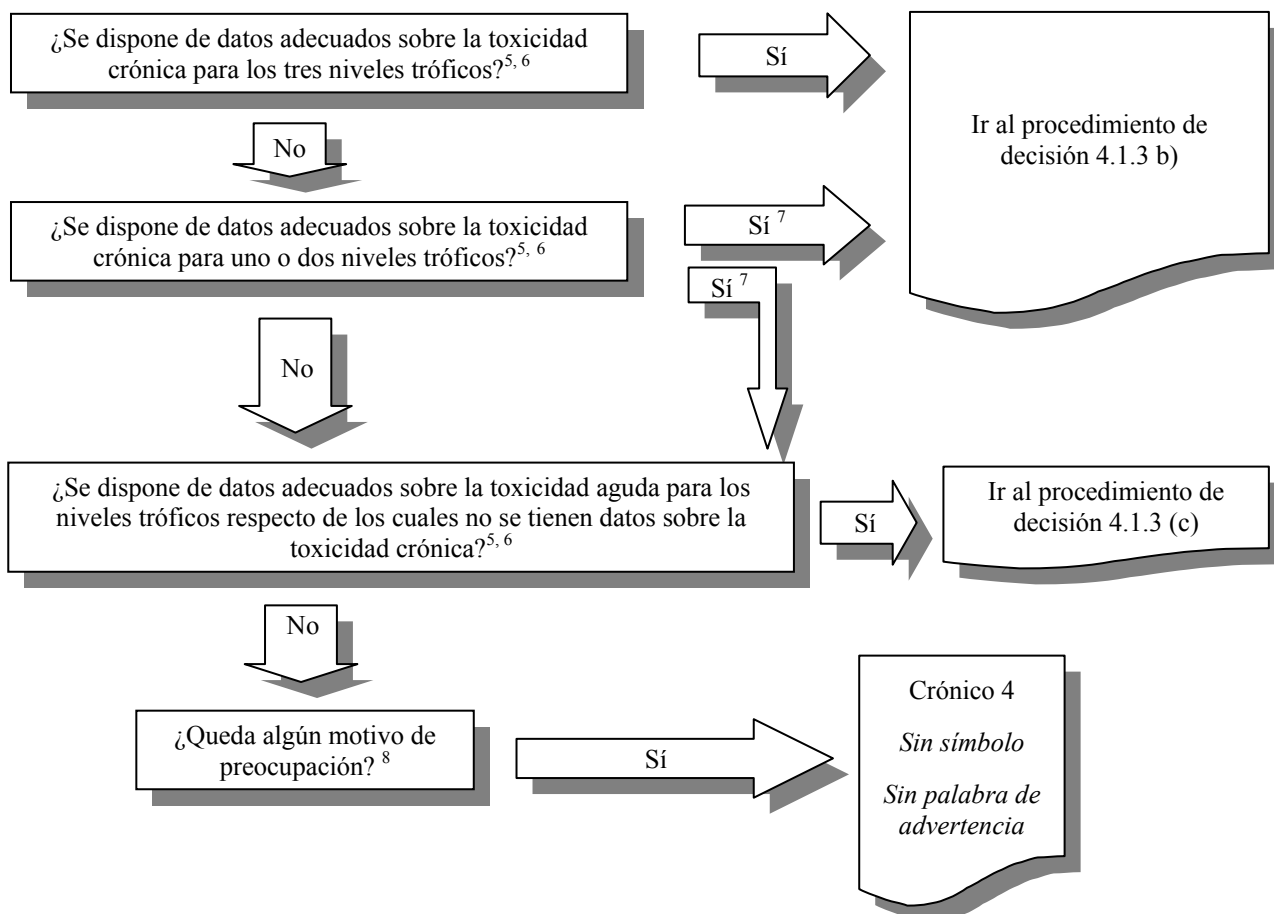 ¿Se dispone de datos adecuados sobre la toxicidad
crónica para los tres niveles tróficos?5, 6
Sí
Ir al procedimiento de
decisión 4.1.3 b)
No
¿Se dispone de datos adecuados sobre la toxicidad
crónica para uno o dos niveles tróficos?5, 6
Sí 7
Sí 7
No
¿Se dispone de datos adecuados sobre la toxicidad aguda para los
niveles tróficos respecto de los cuales no se tienen datos sobre la
toxicidad crónica?5, 6
Sí
Ir al procedimiento de
decisión 4.1.3 (c)
No
¿Queda algún motivo de
preocupación? 8
Sí
Crónico 4
Sin símbolo
Sin palabra de
advertencia